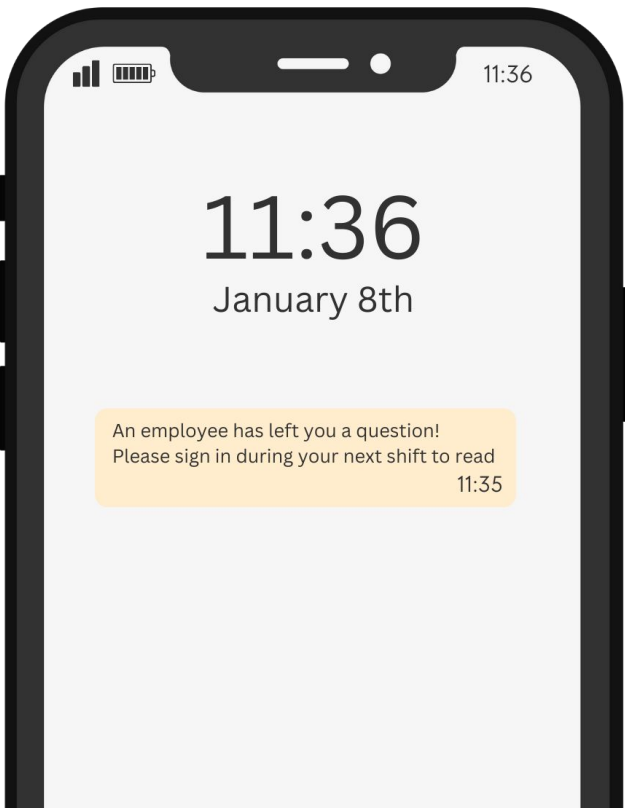 11:36
11:36
January 8th
An employee has left you a question!
Please sign in during your next shift to read
11:35